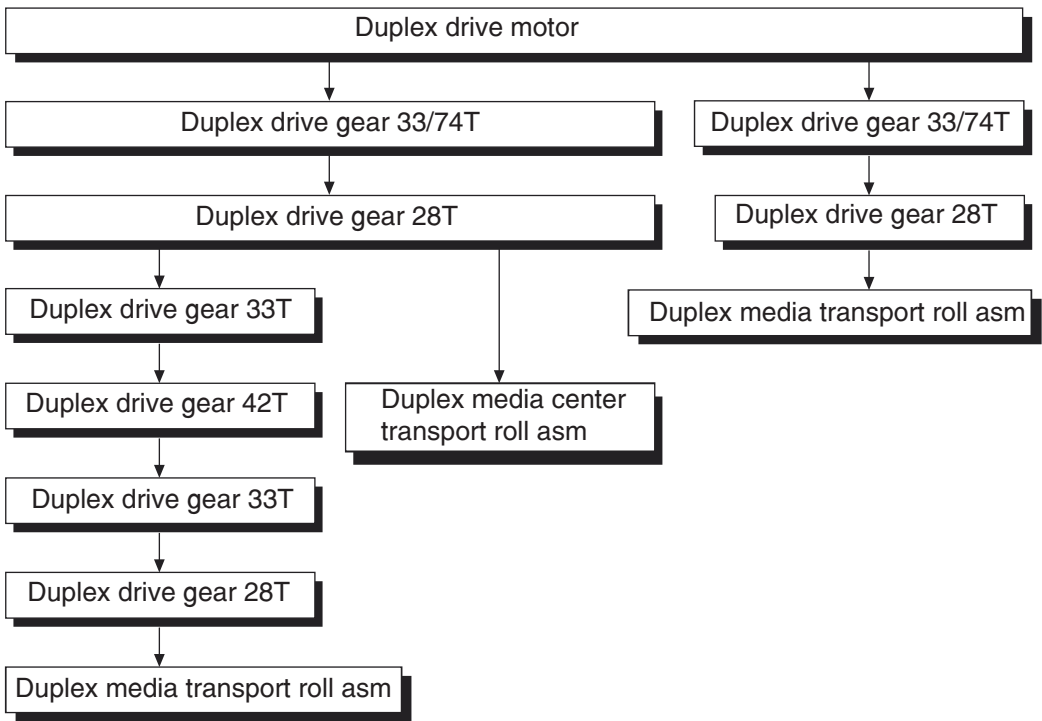 Duplex drive motor
Duplex drive gear 33/74T
Duplex drive gear 33/74T
Duplex drive gear 28T
Duplex drive gear 28T
Duplex drive gear 33T
Duplex media transport roll asm
Duplex drive gear 42T
Duplex media center
transport roll asm
Duplex drive gear 33T
Duplex drive gear 28T
Duplex media transport roll asm